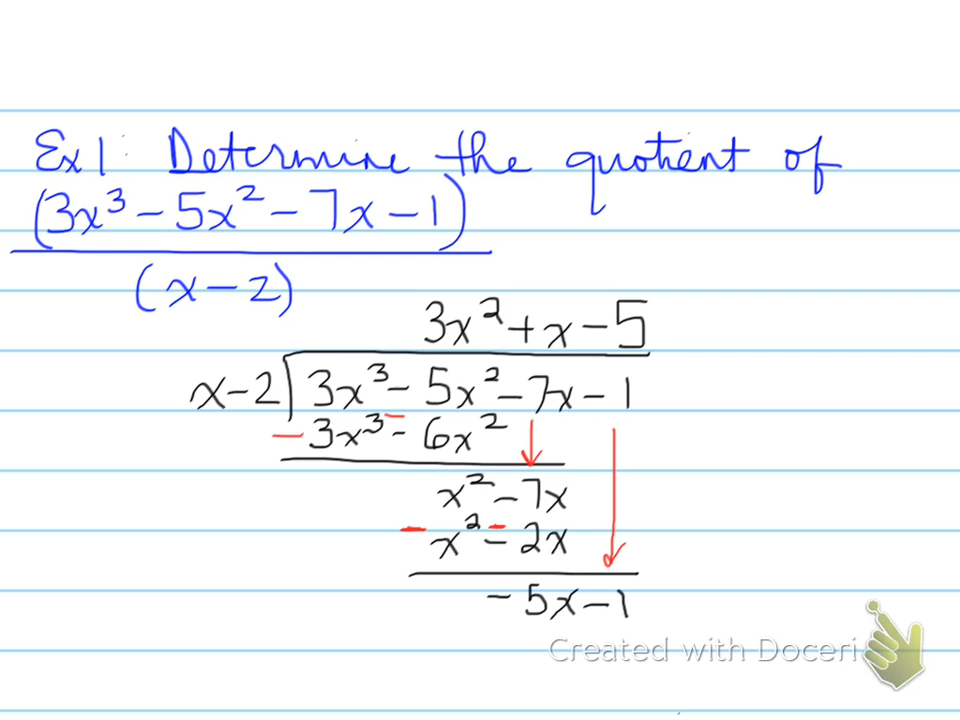 Ex 1: Determine the quotient of
(3x³ - 5x² - 7x - 1)
(x - 2)
3x² + x - 5
x - 2 3x³ - 5x² - 7x - 1
- 3x³ - 6x²
x² - 7x
- x² - 2x
- 5x - 1
Created with Doceri